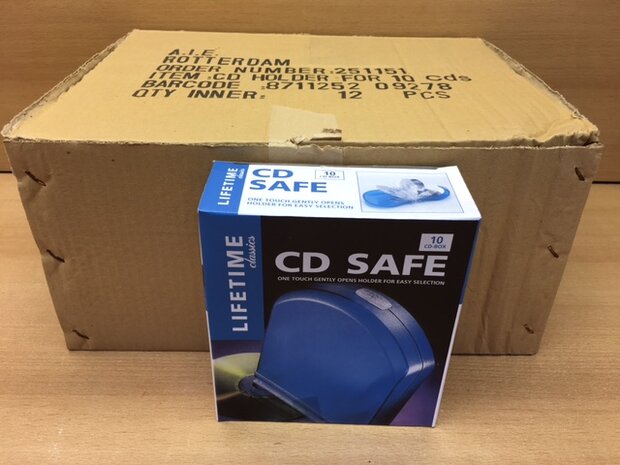 A.I.E.
ROTTERDAM
ORDER NUMBER:251151
ITEM :CD HOLDER FOR 10 Cds
BARCODE :8711252 09278
QTY INNER: 12 PCS
LIFETIME
CD
SAFE
ONE TOUCH GENTLY OPENS
HOLDER FOR EASY SELECTION
10
CD-BOX
LIFETIME
classics
CD SAFE
ONE TOUCH GENTLY OPENS HOLDER FOR EASY SELECTION
10
CD-BOX